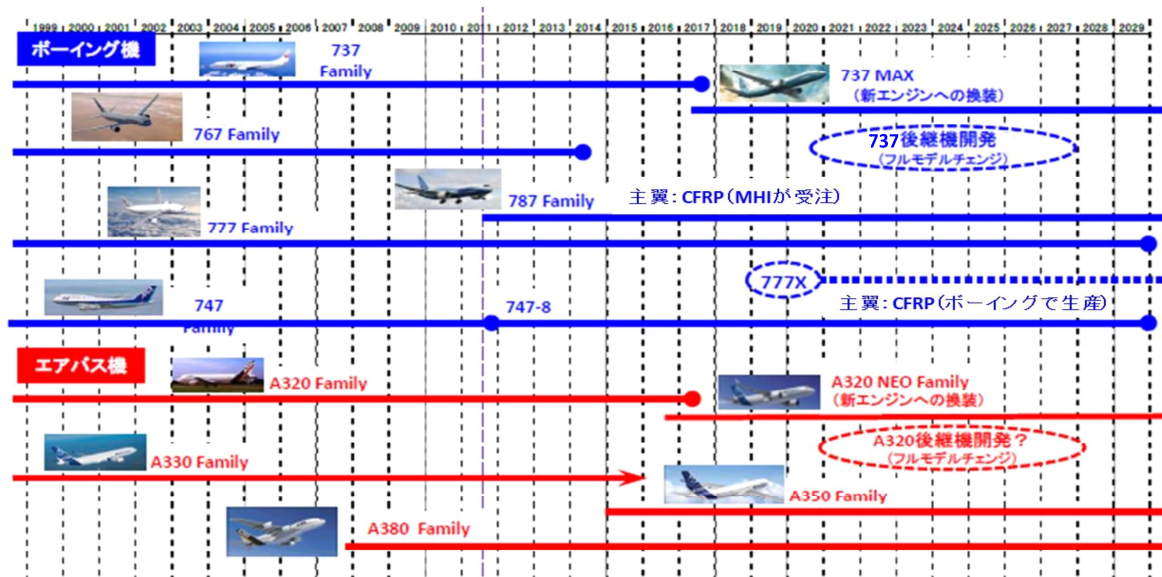 1999 2000 2001 2002 2003 2004 2005 2006 2007 2008 2009 2010 2011 2012 2013 2014 2015 2016 2017 2018 2019 2020 2021 2022 2023 2024 2025 2026 2027 2028 2029
ボーイング機
737
Family
737 MAX
(新エンジンへの換装)
767 Family
737後継機開発
(フルモデルチェンジ)
787 Family
主翼:CFRP(MHIが受注)
777 Family
777X
主翼:CFRP(ボーイングで生産)
747
Family
747-8
エアバス機
A320 Family
A320 NEO Family
(新エンジンへの換装)
A320後継機開発?
(フルモデルチェンジ)
A330 Family
A350 Family
A380 Family